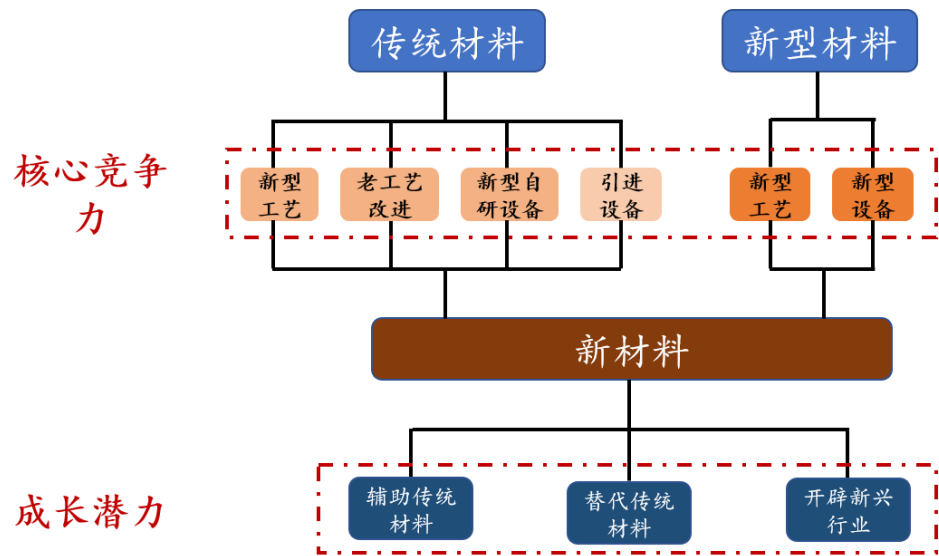 传统材料
新型材料
核心竞争
力
新型
工艺
老工艺
改进
新型自
研设备
引进
设备
新型
工艺
新型
设备
新材料
成长潜力
辅助传统
材料
替代传统
材料
开辟新兴
行业